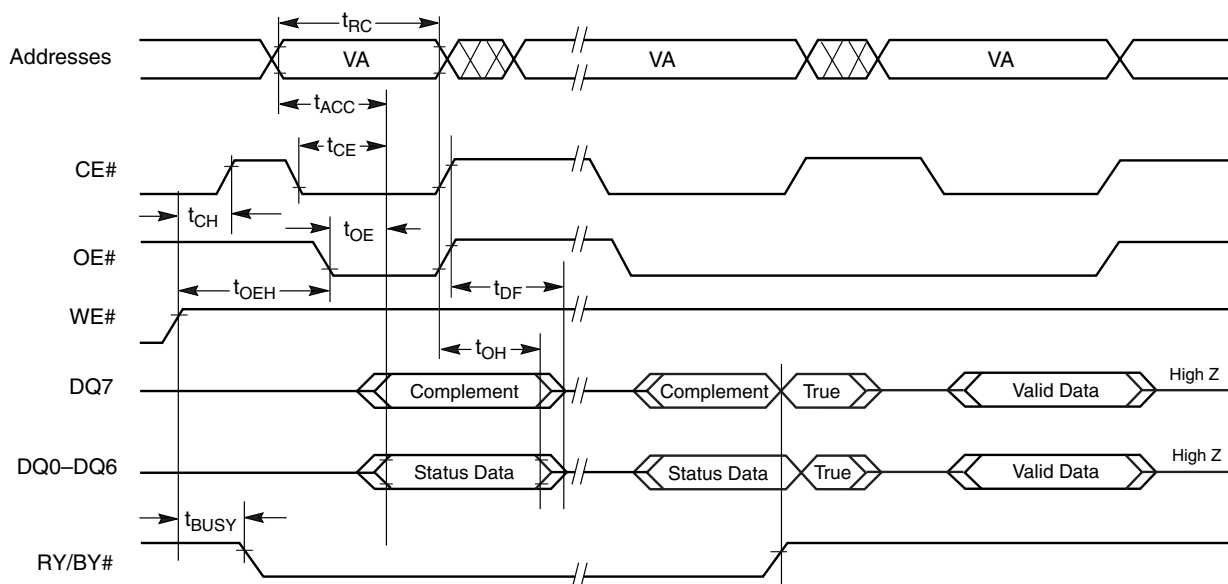 tRC
Addresses VA VA VA
tACC
tCE
CE#
tCH tOE
OE#
tOEH tDF
WE#
tOH
DQ7 Complement Complement True Valid Data High Z
DQ0–DQ6 Status Data Status Data True Valid Data High Z
tBUSY
RY/BY#